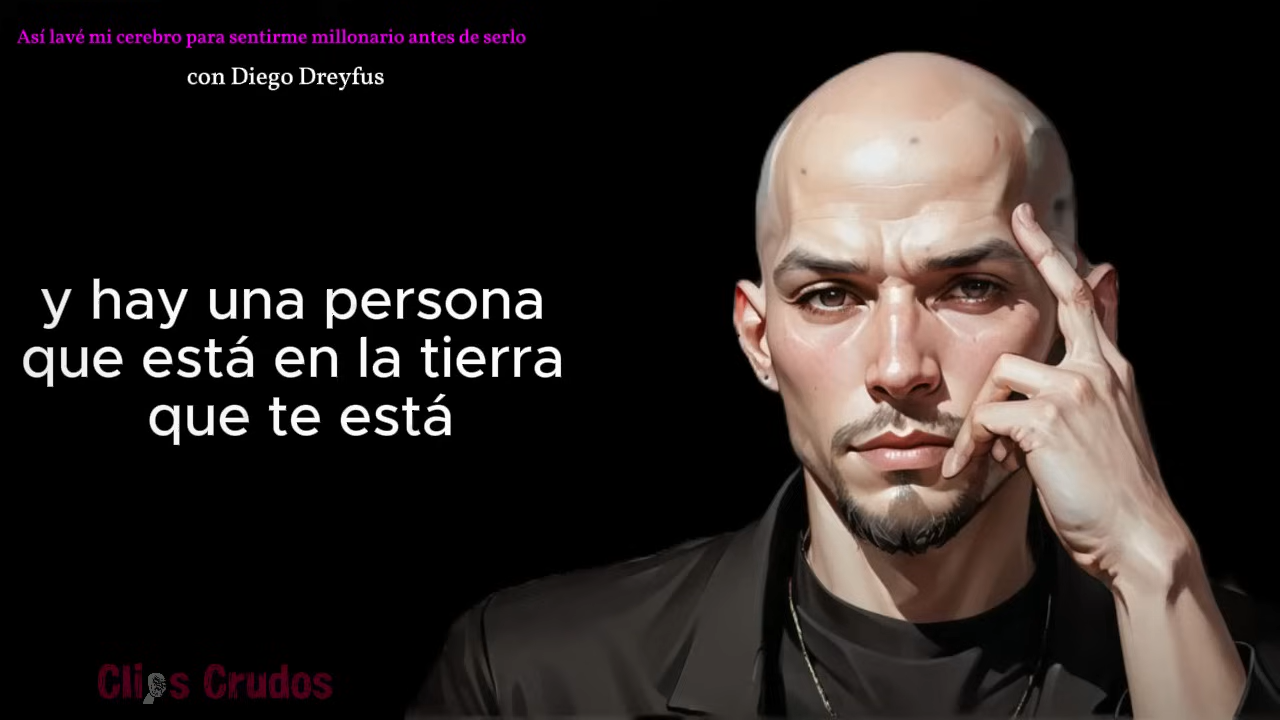 Así lavé mi cerebro para sentirme millonario antes de serlo
con Diego Dreyfus
y hay una persona
que está en la tierra
que te está
Clips Crudos